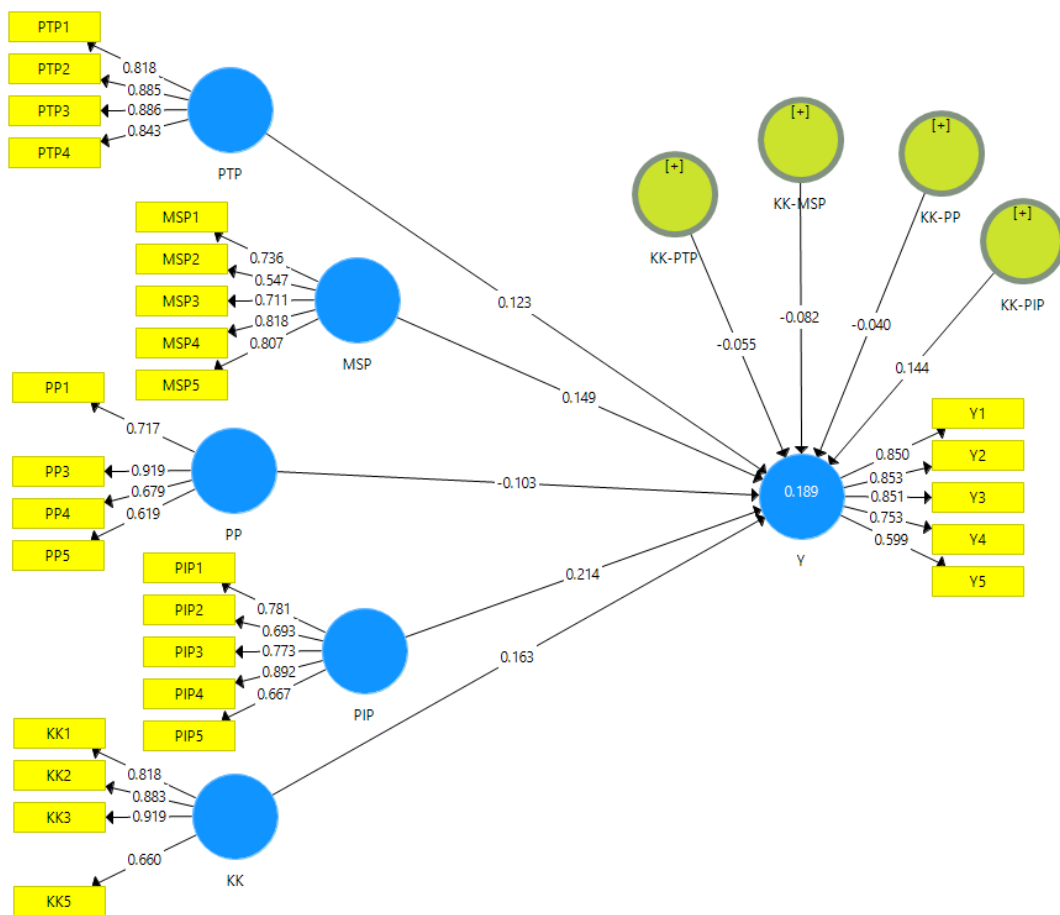 PTP1
PTP2
PTP3
PTP4
0.818
0.885
0.886
0.843
PTP
MSP1
MSP2
MSP3
MSP4
MSP5
0.736
0.547
0.711
0.818
0.807
MSP
PP1
PP3
PP4
PP5
0.717
0.919
0.679
0.619
PP
PIP1
PIP2
PIP3
PIP4
PIP5
0.781
0.693
0.773
0.892
0.667
PIP
KK1
KK2
KK3
KK5
0.818
0.883
0.919
0.660
KK
0.123
0.149
-0.103
0.214
0.163
[+]
KK-PTP
[+]
KK-MSP
[+]
KK-PP
[+]
KK-PIP
-0.055
-0.082
-0.040
0.144
0.189
Y
0.850
0.853
0.851
0.753
0.599
Y1
Y2
Y3
Y4
Y5